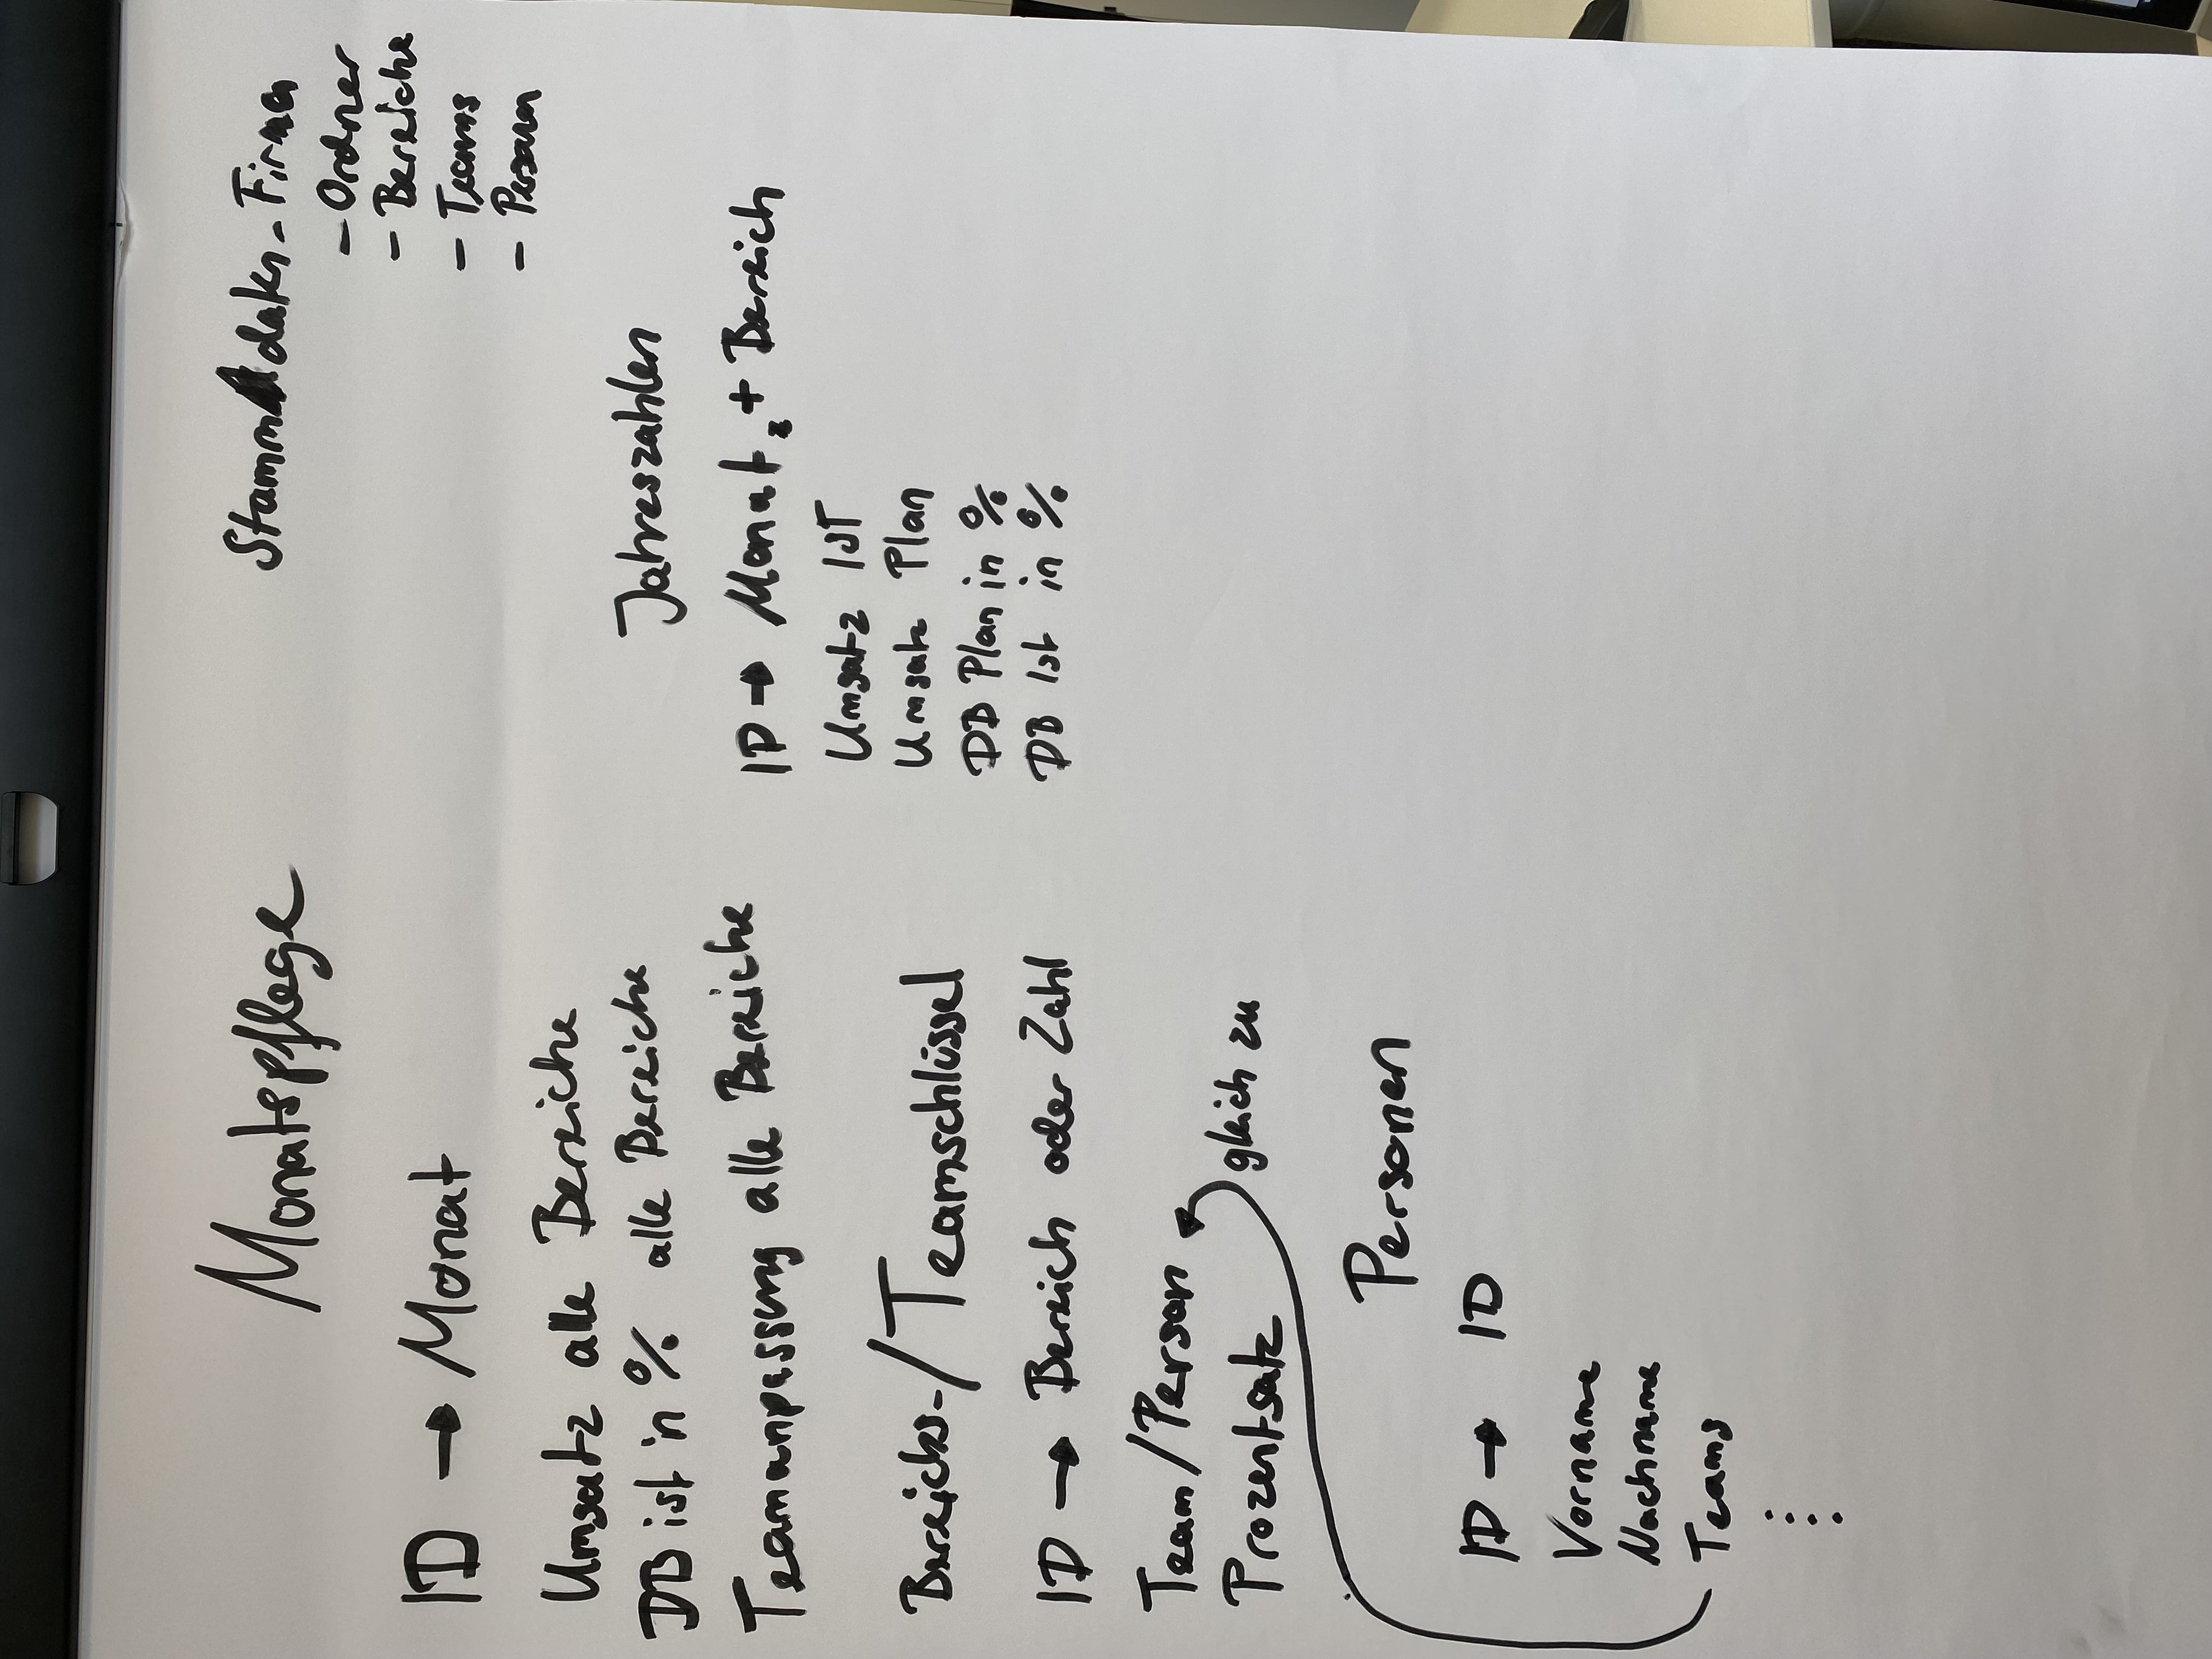 Monatspflege
ID → Monat
Umsatz alle Bereiche
DB ist in % alle Bereiche
Teamanpassung alle Bereiche
Bereichs-/Teamschlüssel
ID → Bereich oder Zahl
Team/Person
Prozentsatz
gleich zu
Personen
ID → ID
Vorname
Nachname
Teams
Stammdaten - Firma
- Ordner
- Bereiche
- Teams
- Personen
Jahreszahlen
ID → Monat + Bereich
Umsatz IST
Umsatz Plan
DB Plan in %
DB Ist in %